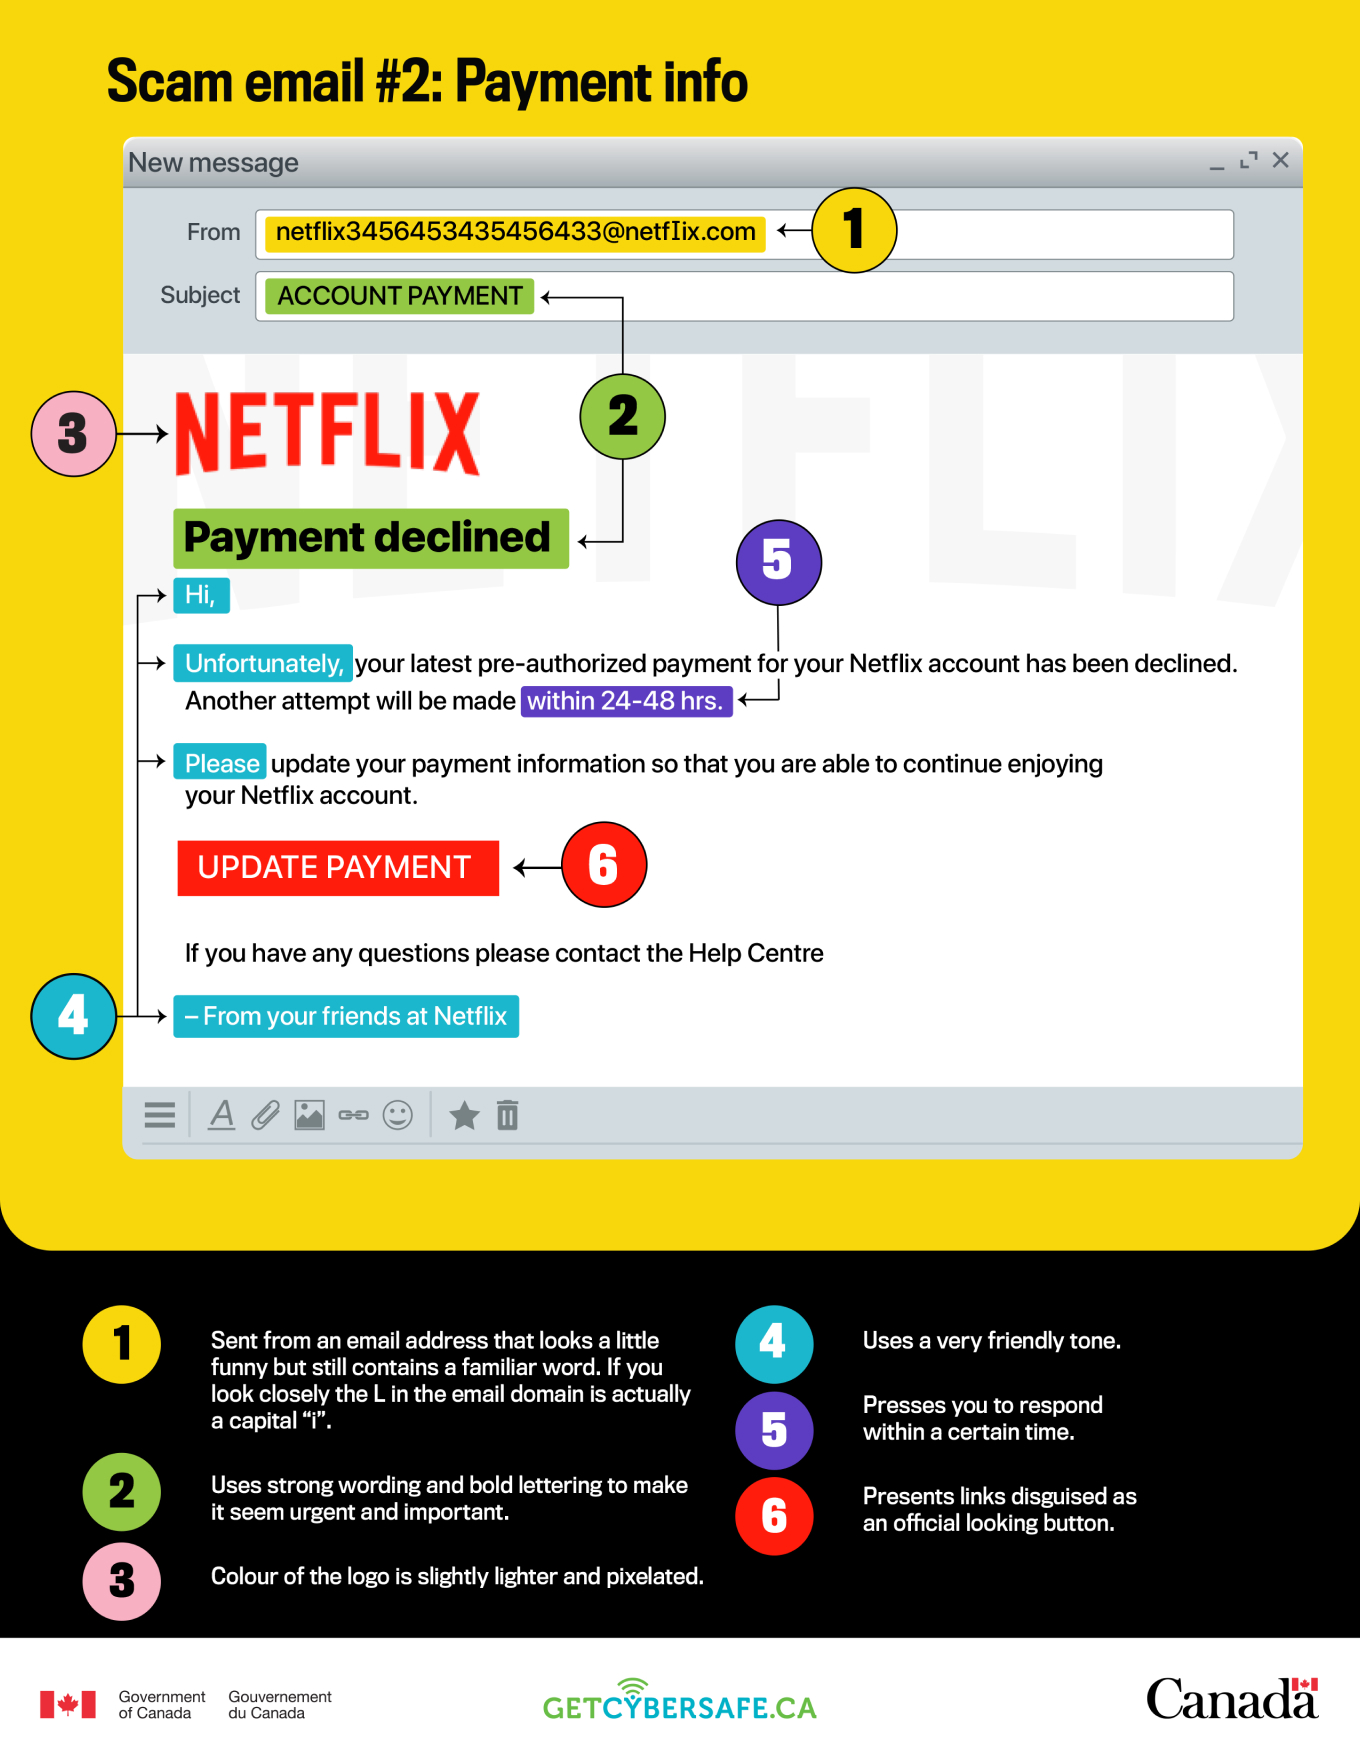 Scam email #2: Payment info
New message
From
netflix3456453435456433@netfIix.com
1
Subject
ACCOUNT PAYMENT
NETFLIX
NETFLIX
3
2
Payment declined
5
Hi,
Unfortunately, your latest pre-authorized payment for your Netflix account has been declined.
Another attempt will be made within 24-48 hrs.
Please update your payment information so that you are able to continue enjoying
your Netflix account.
UPDATE PAYMENT
6
If you have any questions please contact the Help Centre
4
– From your friends at Netflix
A
1
Sent from an email address that looks a little
funny but still contains a familiar word. If you
look closely the L in the email domain is actually
a capital “i”.
2
Uses strong wording and bold lettering to make
it seem urgent and important.
3
Colour of the logo is slightly lighter and pixelated.
4
Uses a very friendly tone.
5
Presses you to respond
within a certain time.
6
Presents links disguised as
an official looking button.
Government
of Canada
Gouvernement
du Canada
GETCYBERSAFE.CA
Canada